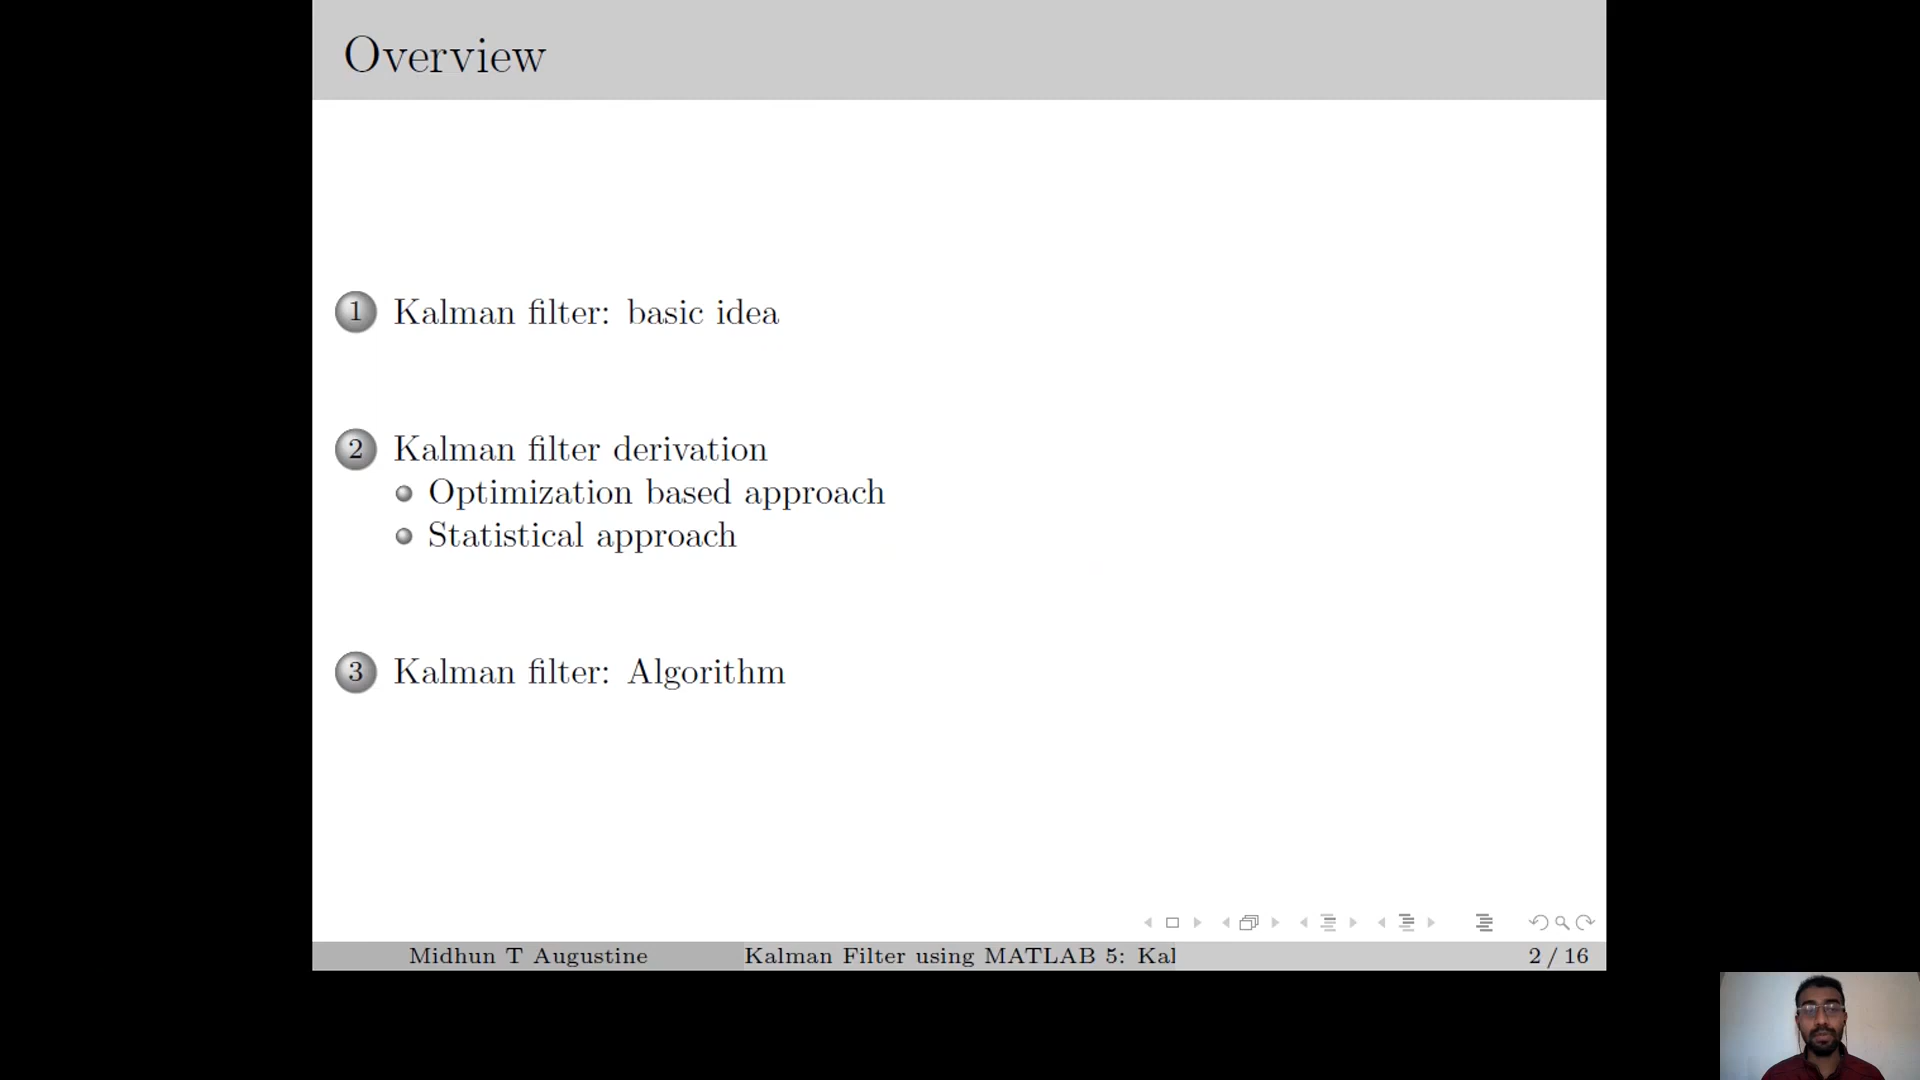 Overview
1 Kalman filter: basic idea
2 Kalman filter derivation
Optimization based approach
Statistical approach
3 Kalman filter: Algorithm
Midhun T Augustine Kalman Filter using MATLAB 5: Kal 2 / 16